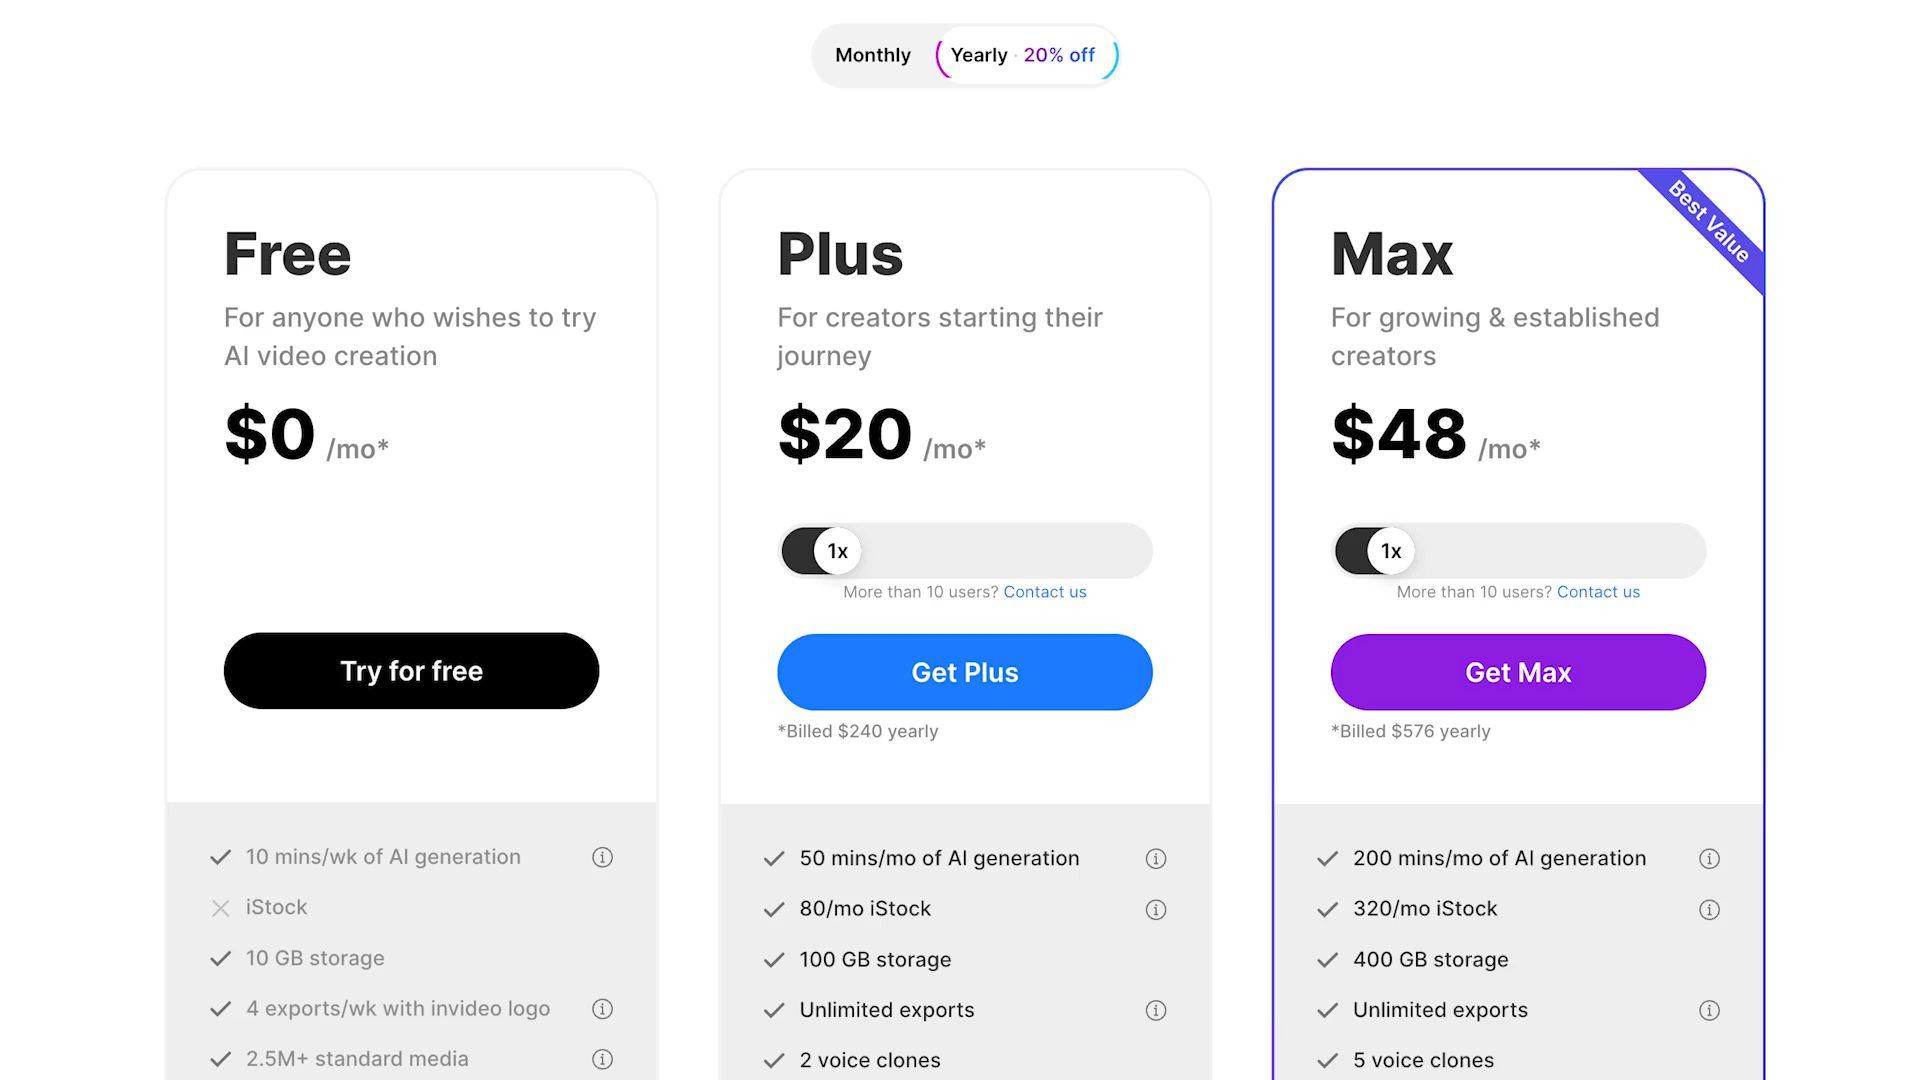 Monthly
Yearly · 20% off
Free
For anyone who wishes to try
AI video creation
$0 /mo*
Try for free
10 mins/wk of AI generation
iStock
10 GB storage
4 exports/wk with invideo logo
2.5M+ standard media
Plus
For creators starting their
journey
$20 /mo*
1x
More than 10 users? Contact us
Get Plus
*Billed $240 yearly
50 mins/mo of AI generation
80/mo iStock
100 GB storage
Unlimited exports
2 voice clones
Best Value
Max
For growing & established
creators
$48 /mo*
1x
More than 10 users? Contact us
Get Max
*Billed $576 yearly
200 mins/mo of AI generation
320/mo iStock
400 GB storage
Unlimited exports
5 voice clones